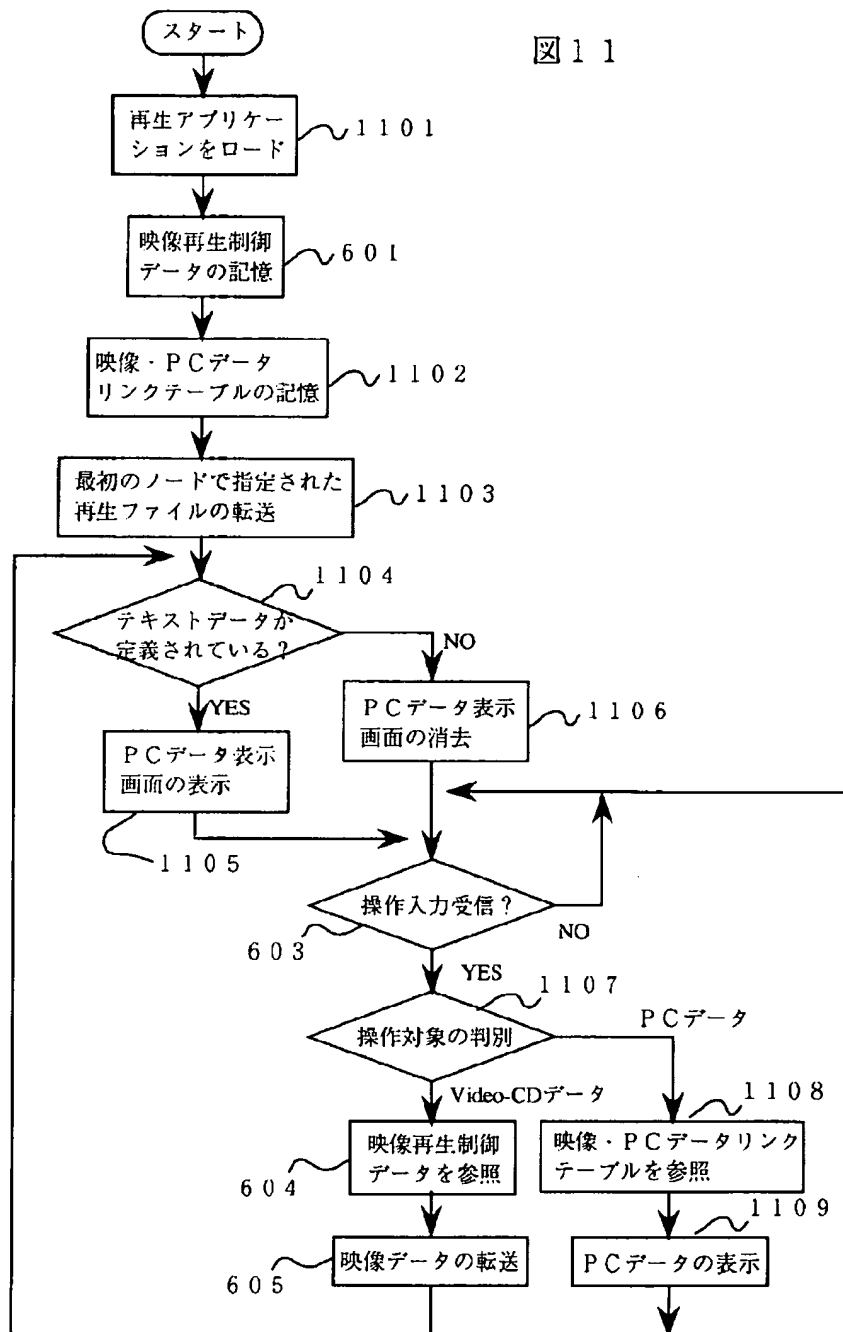 スタート
図11
再生アプリケー
ションをロード
1101
映像再生制御
データの記憶
601
映像・PCデータ
リンクテーブルの記憶
1102
最初のノードで指定された
再生ファイルの転送
1103
1104
テキストデータが
定義されている?
NO
YES
PCデータ表示
画面の消去
1106
PCデータ表示
画面の表示
1105
操作入力受信?
603
NO
YES
1107
操作対象の判別
PCデータ
Video-CDデータ
1108
映像再生制御
データを参照
604
映像・PCデータリンク
テーブルを参照
1109
映像データの転送
605
PCデータの表示